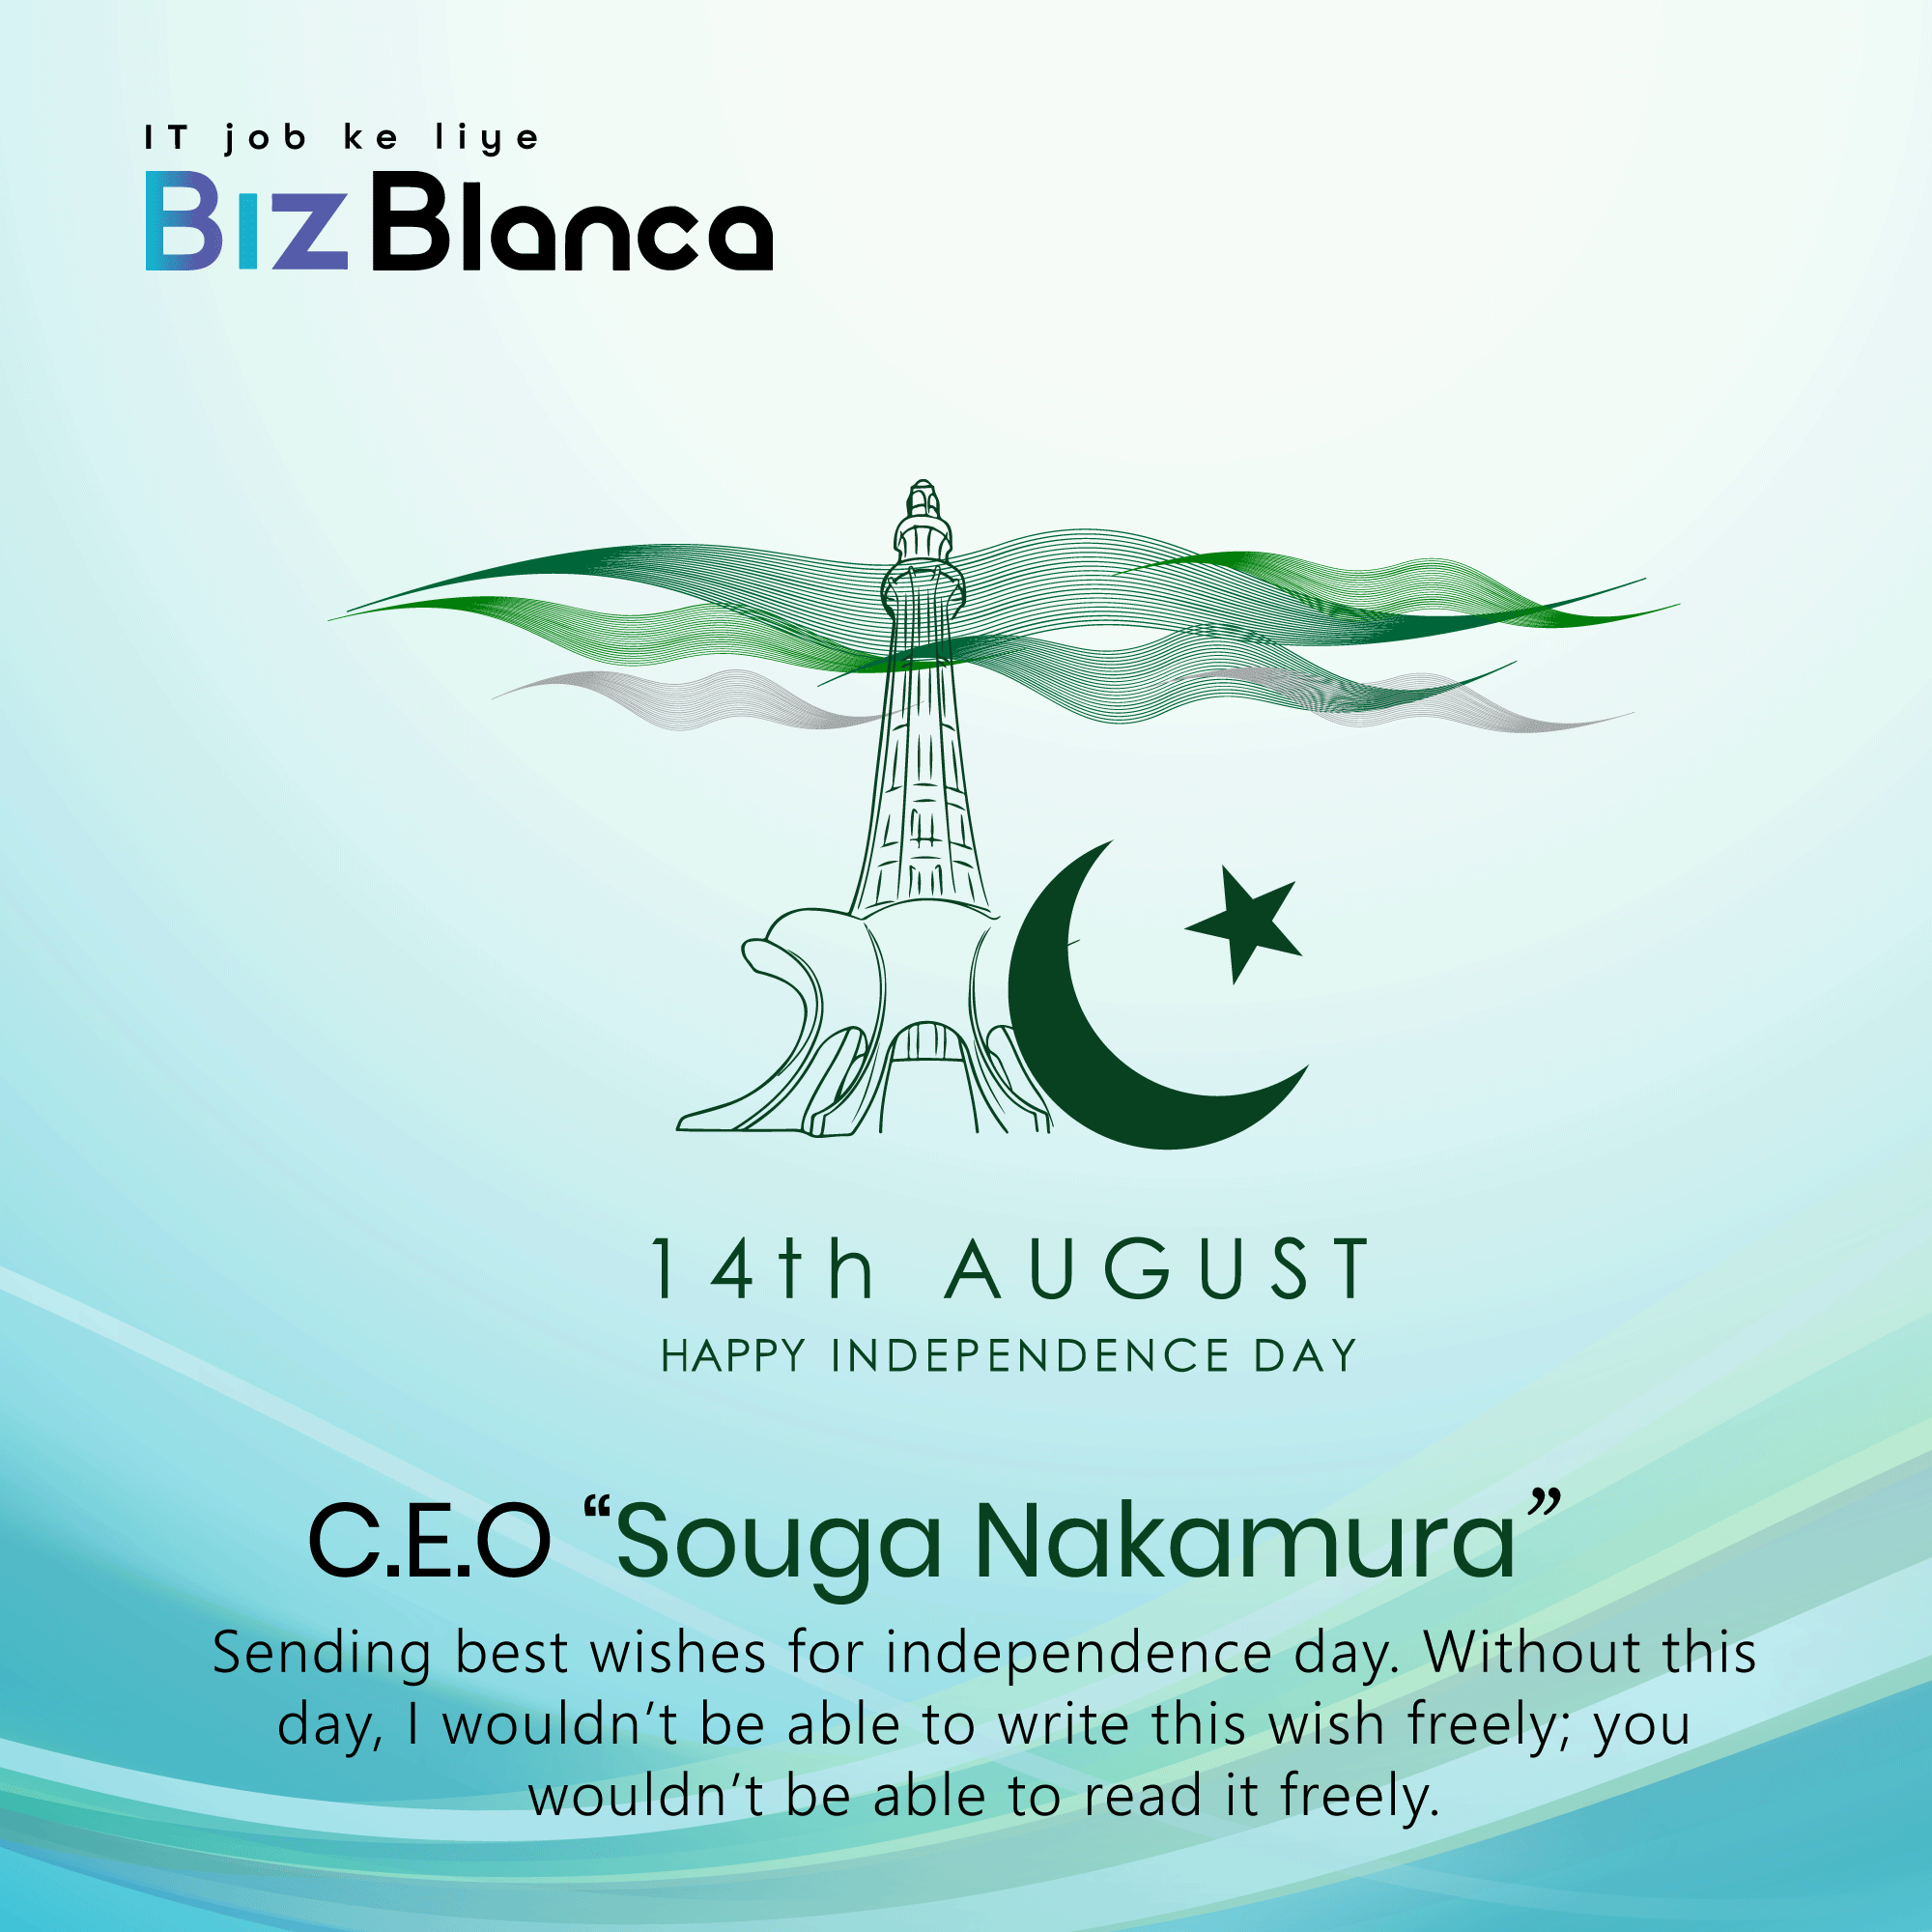 IT job ke liye
BizBlanca
14th AUGUST
HAPPY INDEPENDENCE DAY
C.E.O “Souga Nakamura”
Sending best wishes for independence day. Without this
day, I wouldn’t be able to write this wish freely; you
wouldn’t be able to read it freely.